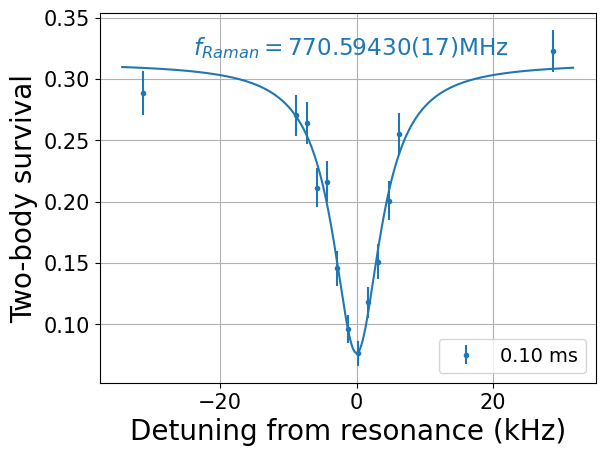 0.35
f_Raman = 770.59430(17)MHz
0.30
0.25
0.20
0.15
0.10
Two-body survival
0.10 ms
−20
0
20
Detuning from resonance (kHz)